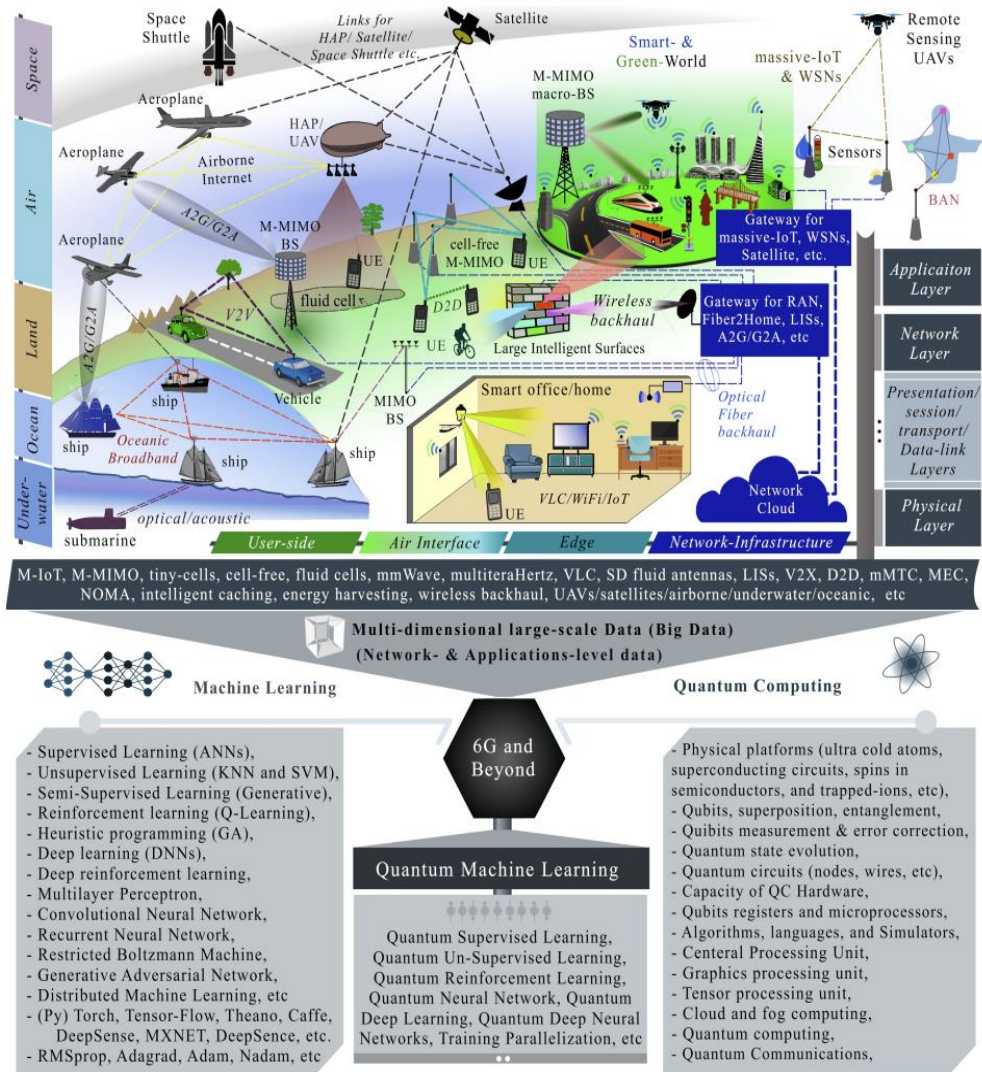 Space
Shuttle
Links for
HAP/ Satellite/
Space Shuttle etc.
Satellite
Smart- &
Green-World
massive-IoT
& WSNs
Remote
Sensing
UAVs
Space
Aeroplane
M-MIMO
macro-BS
HAP/
UAV
Aeroplane
Airborne
Internet
Sensors
BAN
Air
A2G/G2A
M-MIMO
BS
UE
cell-free
M-MIMO
UE
Gateway for
massive-IoT, WSNs,
Satellite, etc.
Aeroplane
fluid cell
Applicaiton
Layer
V2V
D2D
Wireless
backhaul
Gateway for RAN,
Fiber2Home, LISs,
A2G/G2A, etc
Land
A2G/G2A
UE
Large Intelligent Surfaces
Network
Layer
ship
Vehicle
MIMO
BS
Smart office/home
Optical
Fiber
backhaul
Presentation/
session/
transport/
Data-link
Layers
Ocean
ship
Oceanic
Broadband
ship
ship
Under-
water
optical/acoustic
submarine
VLC/WiFi/IoT
UE
Network
Cloud
Physical
Layer
User-side
Air Interface
Edge
Network-Infrastructure
M-IoT, M-MIMO, tiny-cells, cell-free, fluid cells, mmWave, multiteraHertz, VLC, SD fluid antennas, LISs, V2X, D2D, mMTC, MEC,
NOMA, intelligent caching, energy harvesting, wireless backhaul, UAVs/satellites/airborne/underwater/oceanic, etc
Multi-dimensional large-scale Data (Big Data)
(Network- & Applications-level data)
Machine Learning
Quantum Computing
6G and
Beyond
- Supervised Learning (ANNs),
- Unsupervised Learning (KNN and SVM),
- Semi-Supervised Learning (Generative),
- Reinforcement learning (Q-Learning),
- Heuristic programming (GA),
- Deep learning (DNNs),
- Deep reinforcement learning,
- Multilayer Perceptron,
- Convolutional Neural Network,
- Recurrent Neural Network,
- Restricted Boltzmann Machine,
- Generative Adversarial Network,
- Distributed Machine Learning, etc
- (Py) Torch, Tensor-Flow, Theano, Caffe,
DeepSense, MXNET, DeepSence, etc.
- RMSprop, Adagrad, Adam, Nadam, etc
Quantum Machine Learning
Quantum Supervised Learning,
Quantum Un-Supervised Learning,
Quantum Reinforcement Learning,
Quantum Neural Network, Quantum
Deep Learning, Quantum Deep Neural
Networks, Training Parallelization, etc
- Physical platforms (ultra cold atoms,
superconducting circuits, spins in
semiconductors, and trapped-ions, etc),
- Qubits, superposition, entanglement,
- Quibits measurement & error correction,
- Quantum state evolution,
- Quantum circuits (nodes, wires, etc),
- Capacity of QC Hardware,
- Qubits registers and microprocessors,
- Algorithms, languages, and Simulators,
- Centeral Processing Unit,
- Graphics processing unit,
- Tensor processing unit,
- Cloud and fog computing,
- Quantum computing,
- Quantum Communications,